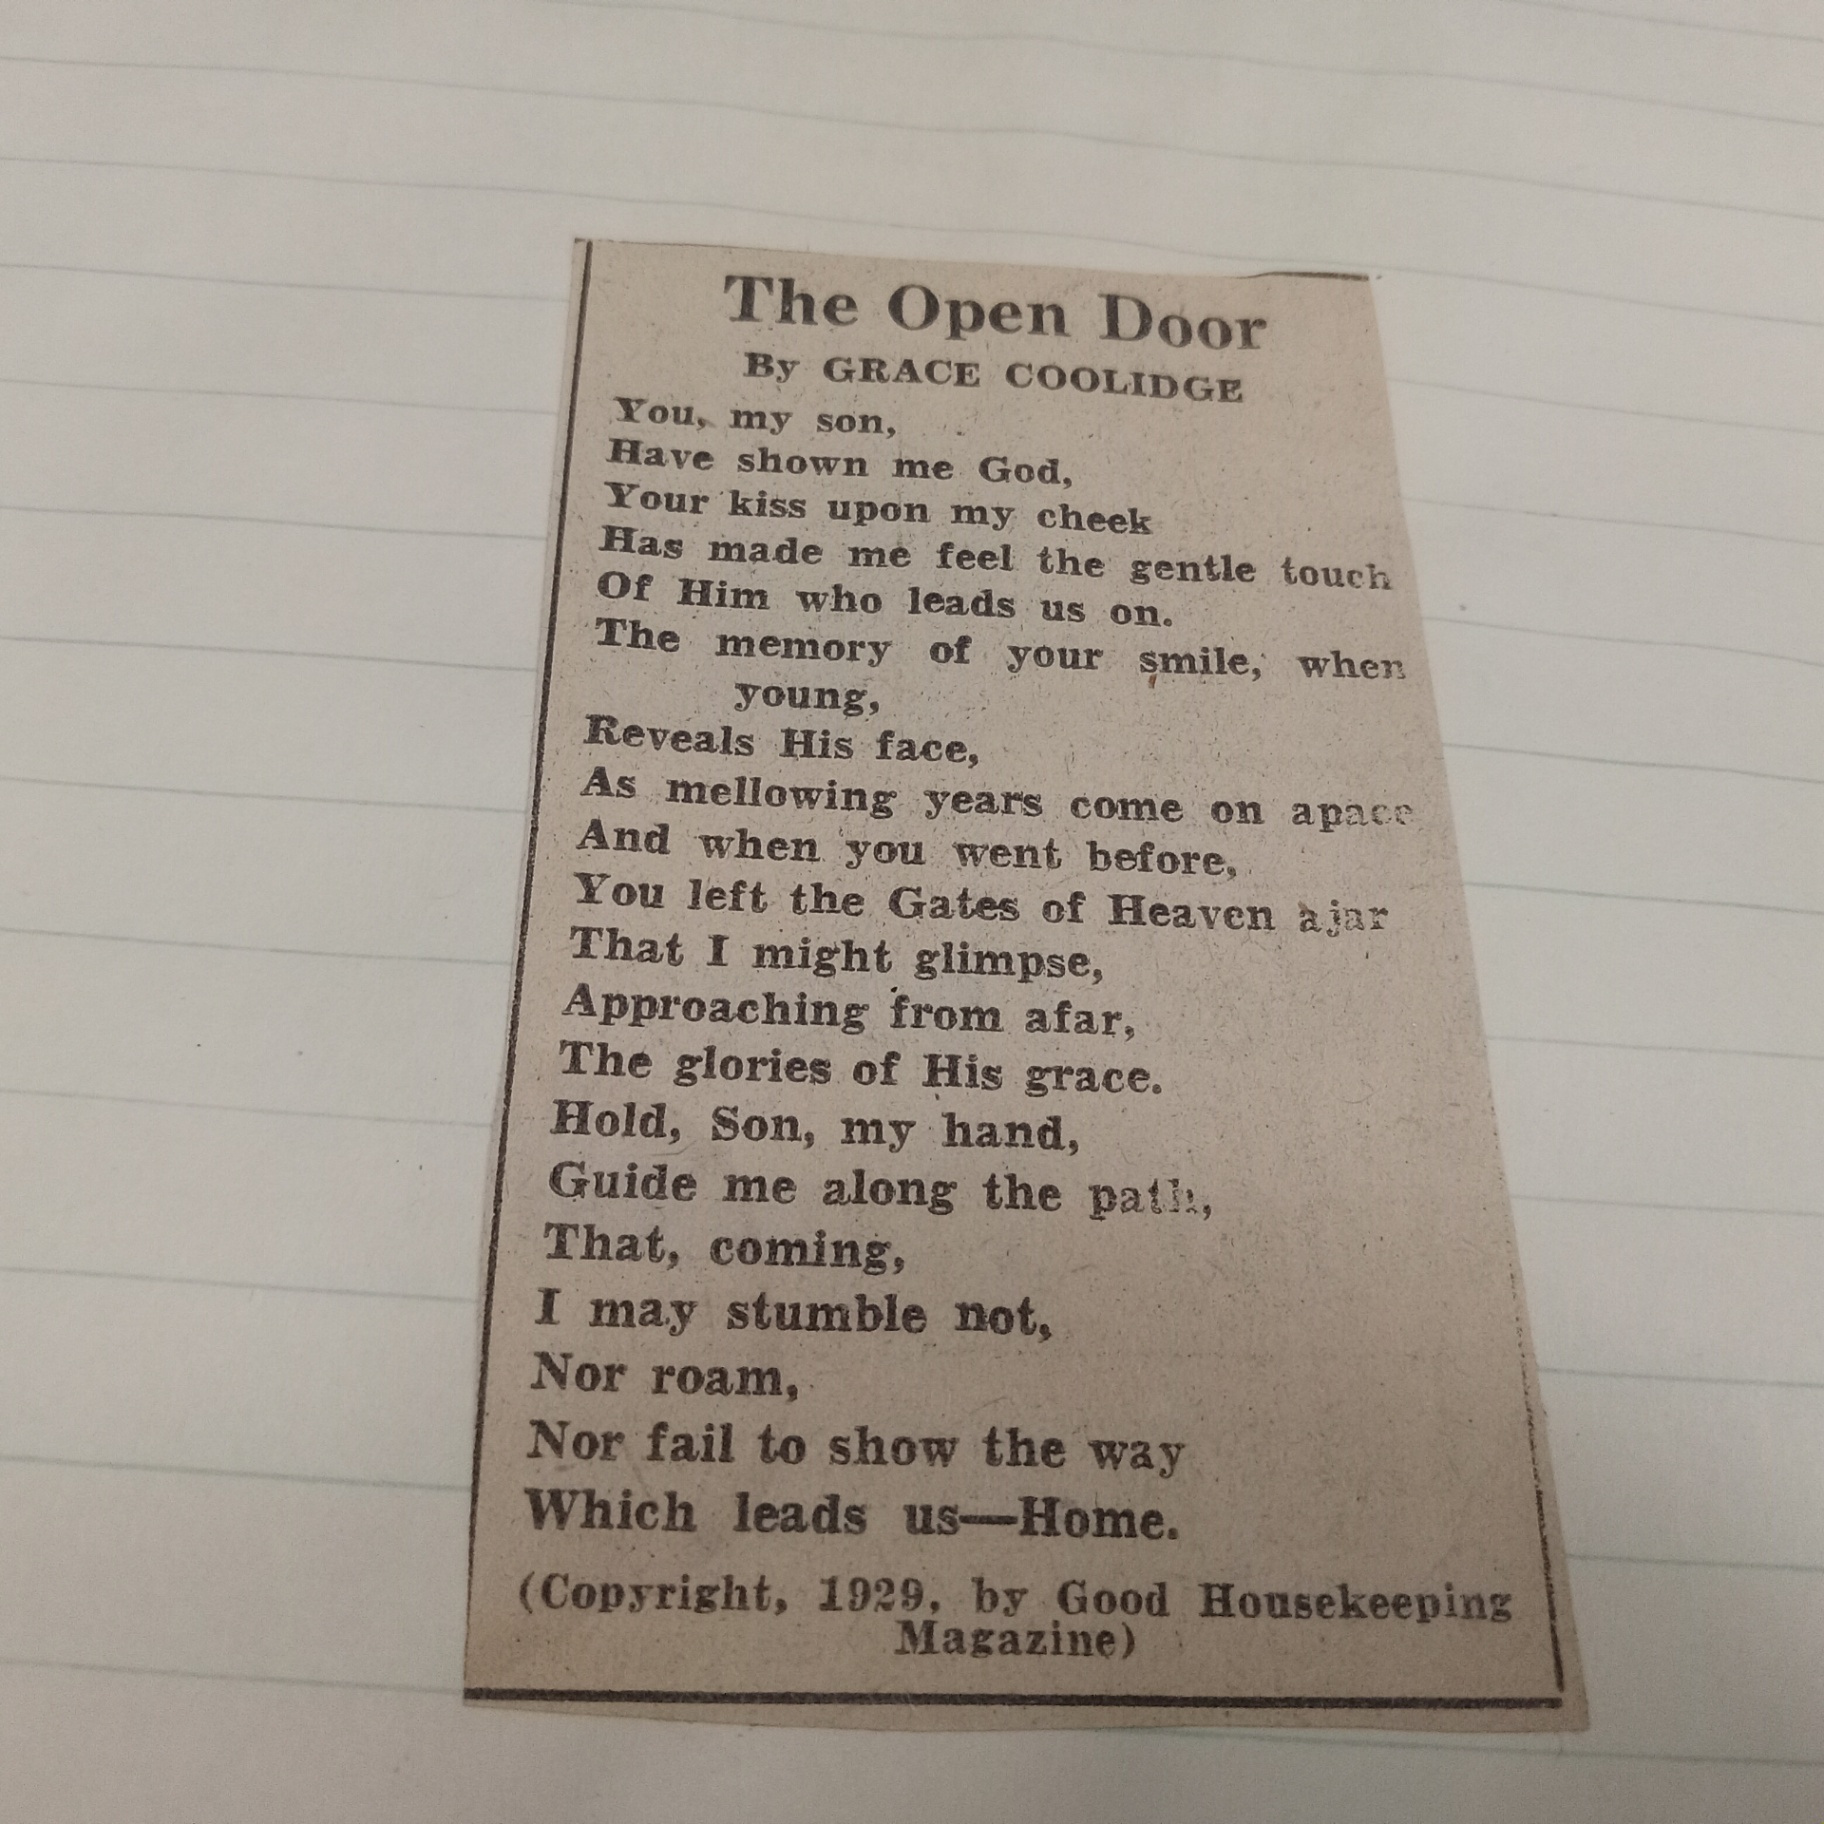 The Open Door
By GRACE COOLIDGE
You, my son,
Have shown me God,
Your kiss upon my cheek
Has made me feel the gentle touch
Of Him who leads us on.
The memory of your smile, when
young,
Reveals His face,
As mellowing years come on apace
And when you went before,
You left the Gates of Heaven ajar
That I might glimpse,
Approaching from afar,
The glories of His grace.
Hold, Son, my hand,
Guide me along the path,
That, coming,
I may stumble not,
Nor roam,
Nor fail to show the way
Which leads us—Home.
(Copyright, 1929, by Good Housekeeping
Magazine)